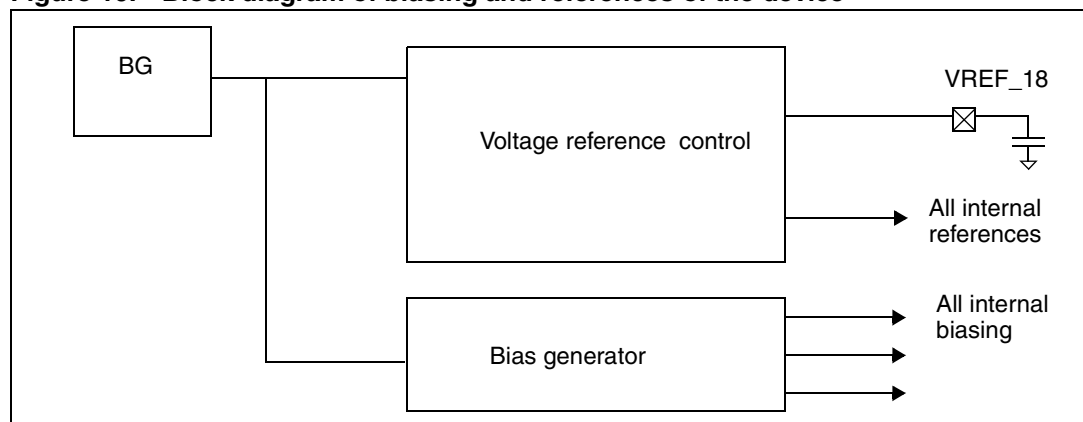 BG
VREF_18
Voltage reference control
All internal
references
All internal
biasing
Bias generator